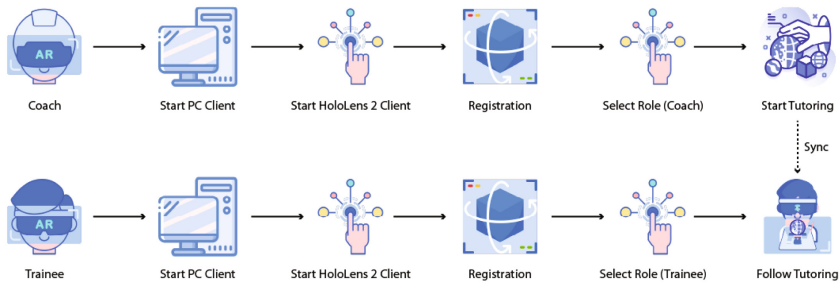 AR
Coach
Start PC Client
Start HoloLens 2 Client
Registration
Select Role (Coach)
Start Tutoring
Sync
AR
Trainee
Start PC Client
Start HoloLens 2 Client
Registration
Select Role (Trainee)
Follow Tutoring